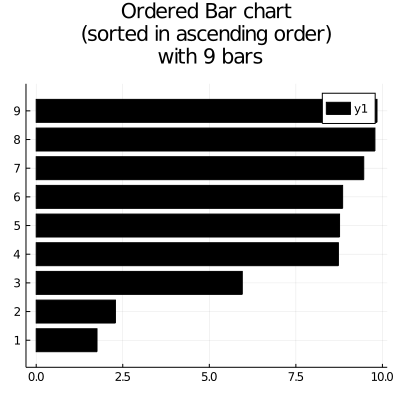 Ordered Bar chart
(sorted in ascending order)
with 9 bars
y1
9
8
7
6
5
4
3
2
1
0.0 2.5 5.0 7.5 10.0